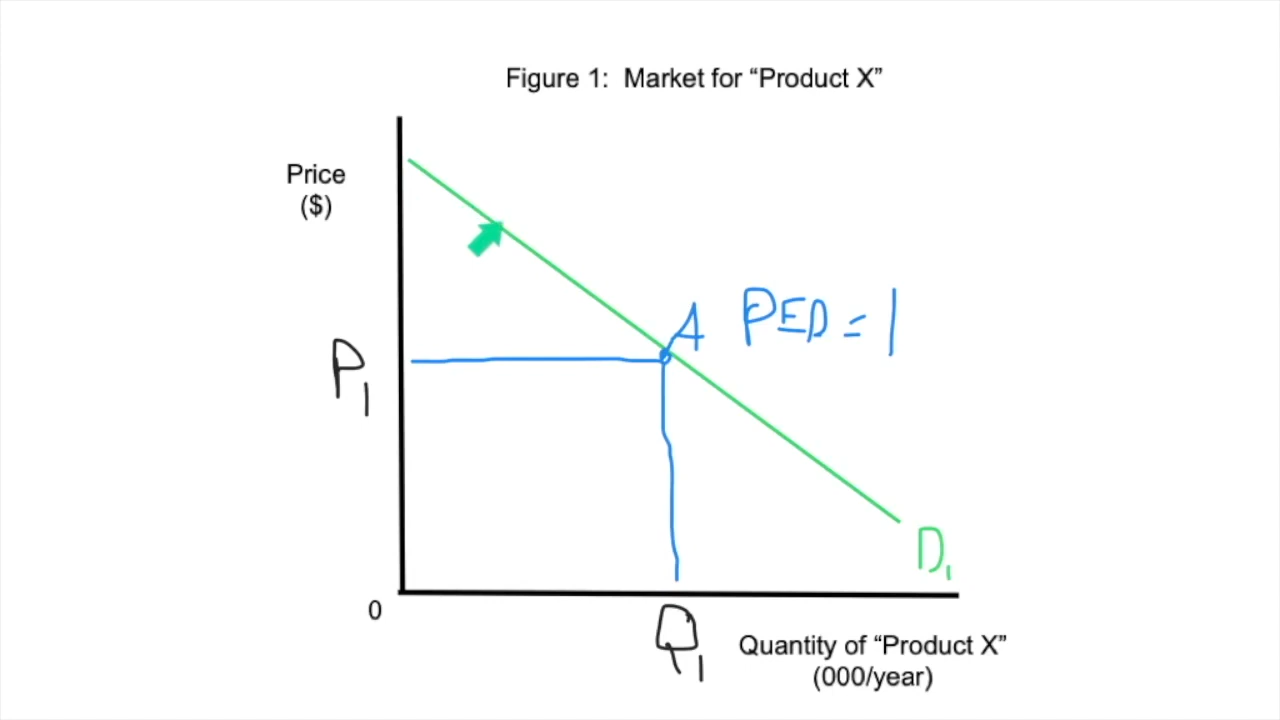 Figure 1: Market for “Product X”
Price
($)
A PED = 1
P1
D1
0
Q1
Quantity of “Product X”
(000/year)